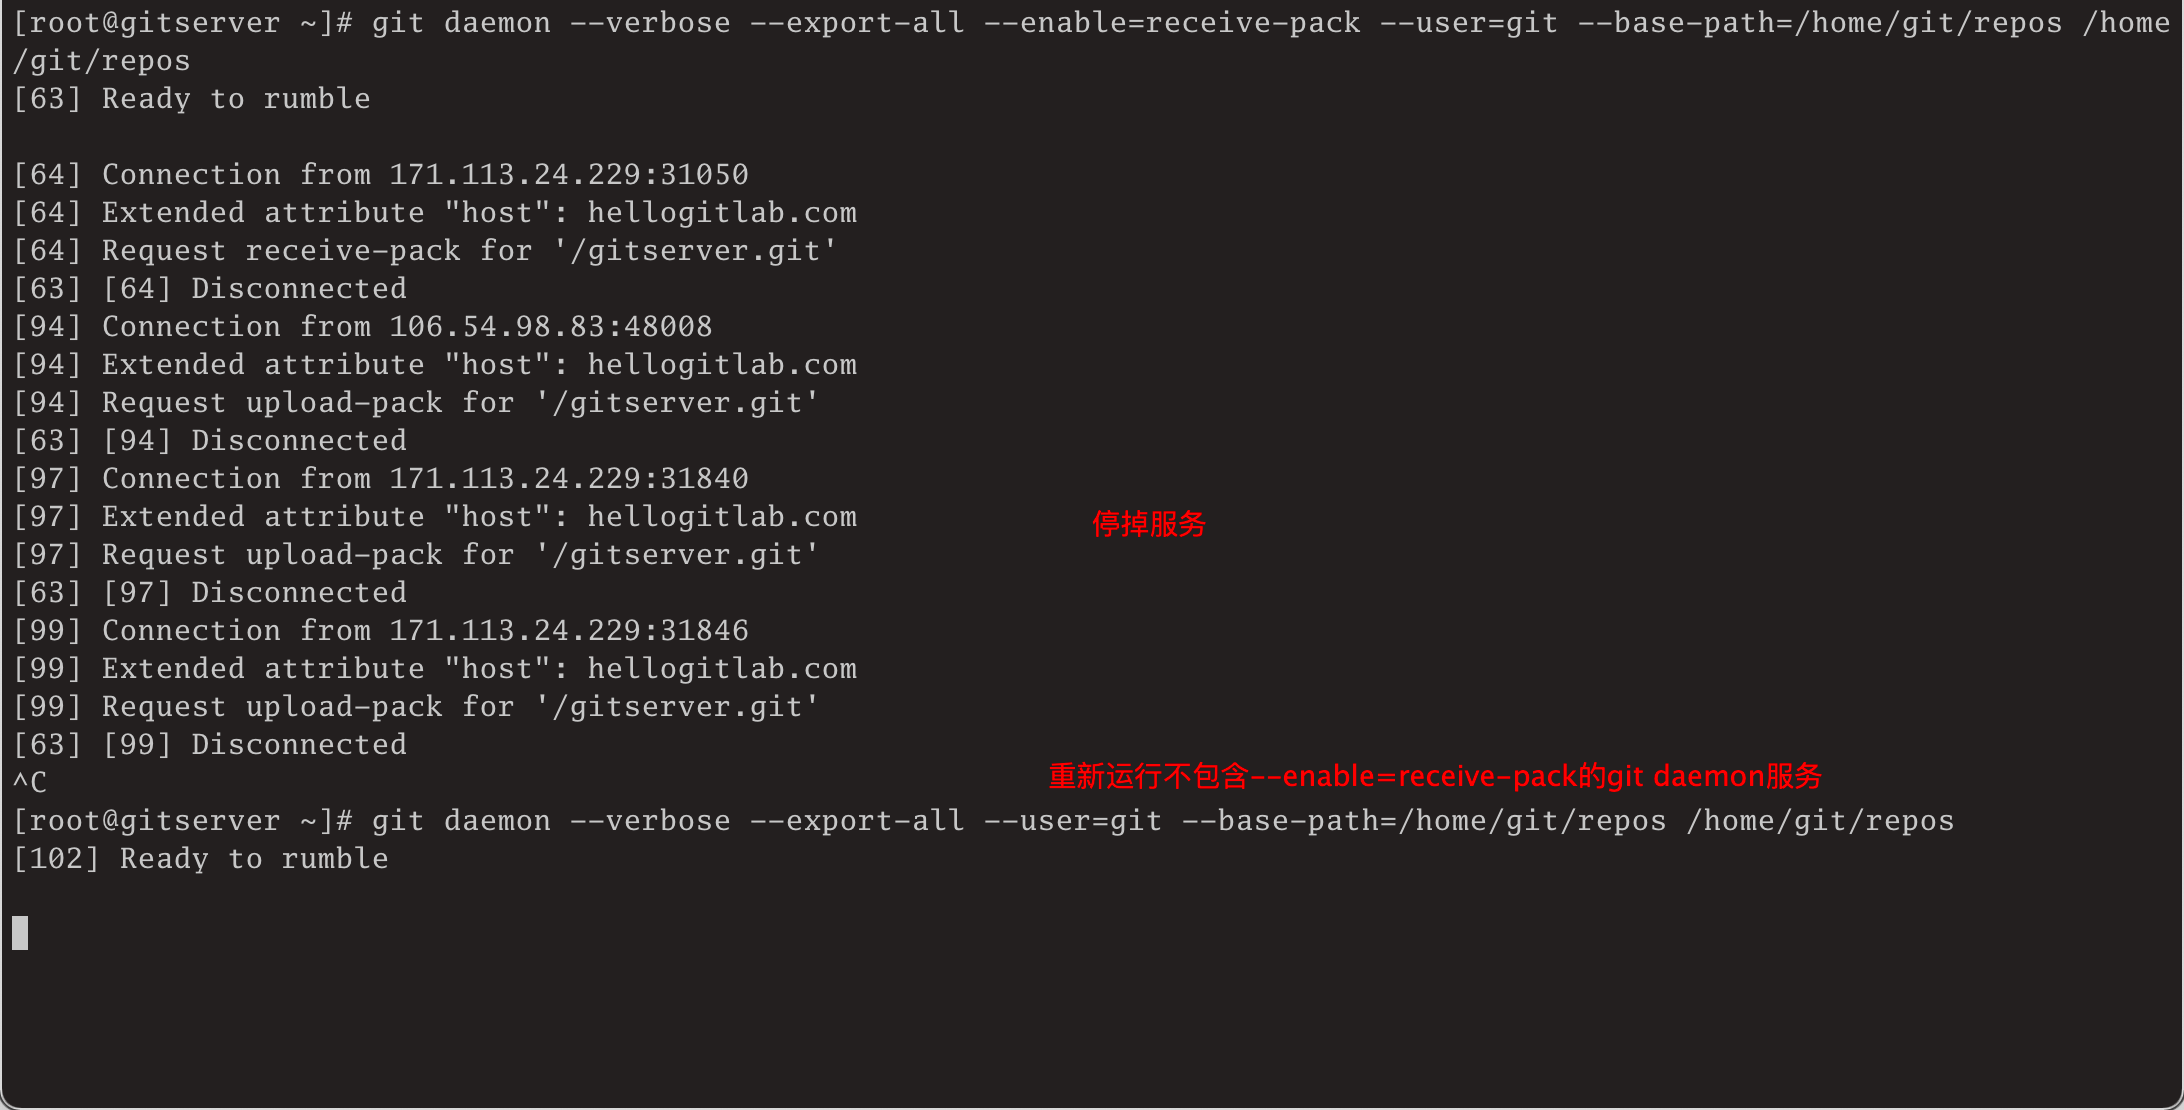 [root@gitserver ~]# git daemon --verbose --export-all --enable=receive-pack --user=git --base-path=/home/git/repos /home
/git/repos
[63] Ready to rumble
[64] Connection from 171.113.24.229:31050
[64] Extended attribute "host": hellogitlab.com
[64] Request receive-pack for '/gitserver.git'
[63] [64] Disconnected
[94] Connection from 106.54.98.83:48008
[94] Extended attribute "host": hellogitlab.com
[94] Request upload-pack for '/gitserver.git'
[63] [94] Disconnected
[97] Connection from 171.113.24.229:31840
[97] Extended attribute "host": hellogitlab.com
停掉服务
[97] Request upload-pack for '/gitserver.git'
[63] [97] Disconnected
[99] Connection from 171.113.24.229:31846
[99] Extended attribute "host": hellogitlab.com
[99] Request upload-pack for '/gitserver.git'
[63] [99] Disconnected
^C
重新运行不包含--enable=receive-pack的git daemon服务
[root@gitserver ~]# git daemon --verbose --export-all --user=git --base-path=/home/git/repos /home/git/repos
[102] Ready to rumble